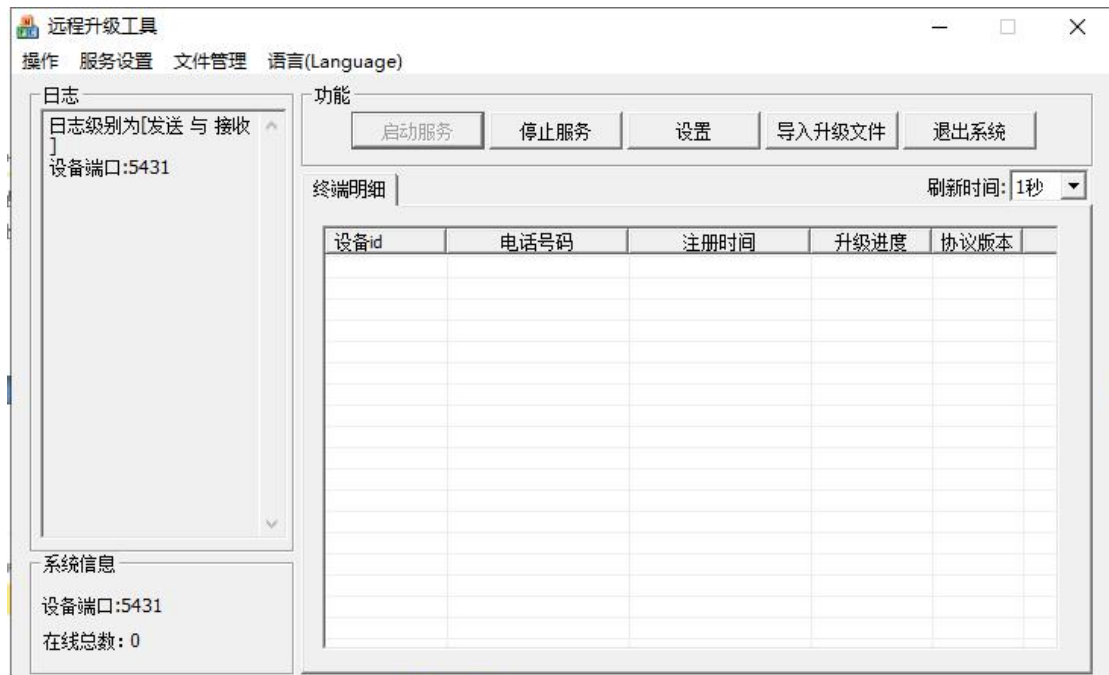 远程升级工具
操作 服务设置 文件管理 语言(Language)
日志
日志级别为[发送 与 接收
]
设备端口:5431
功能
启动服务 停止服务 设置 导入升级文件 退出系统
终端明细
刷新时间: 1秒
设备id 电话号码 注册时间 升级进度 协议版本
系统信息
设备端口:5431
在线总数: 0